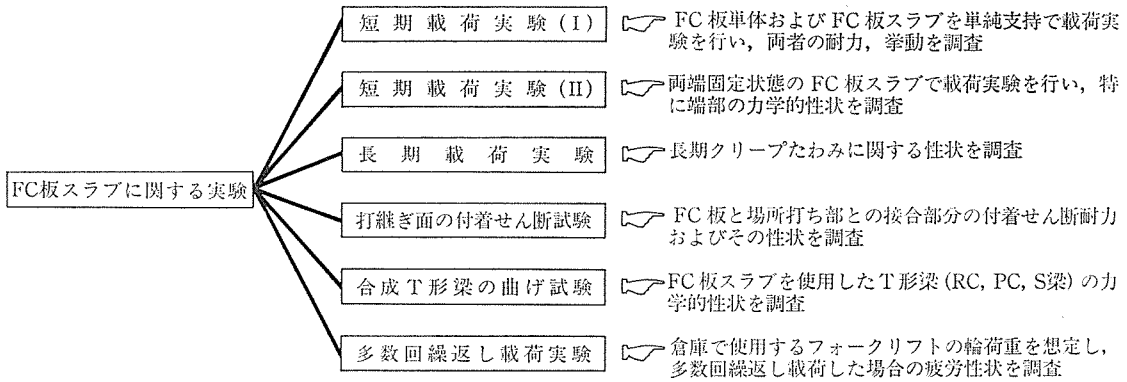 FC板スラブに関する実験
短期載荷実験(I)
FC板単体およびFC板スラブを単純支持で載荷実
験を行い，両者の耐力，挙動を調査
短期載荷実験(II)
両端固定状態のFC板スラブで載荷実験を行い，特
に端部の力学的性状を調査
長期載荷実験
長期クリープたわみに関する性状を調査
打継ぎ面の付着せん断試験
FC板と場所打ち部との接合部分の付着せん断耐力
およびその性状を調査
合成T形梁の曲げ試験
FC板スラブを使用したT形梁(RC, PC, S梁)の力
学的性状を調査
多数回繰返し載荷実験
倉庫で使用するフォークリフトの輪荷重を想定し，
多数回繰返し載荷した場合の疲労性状を調査